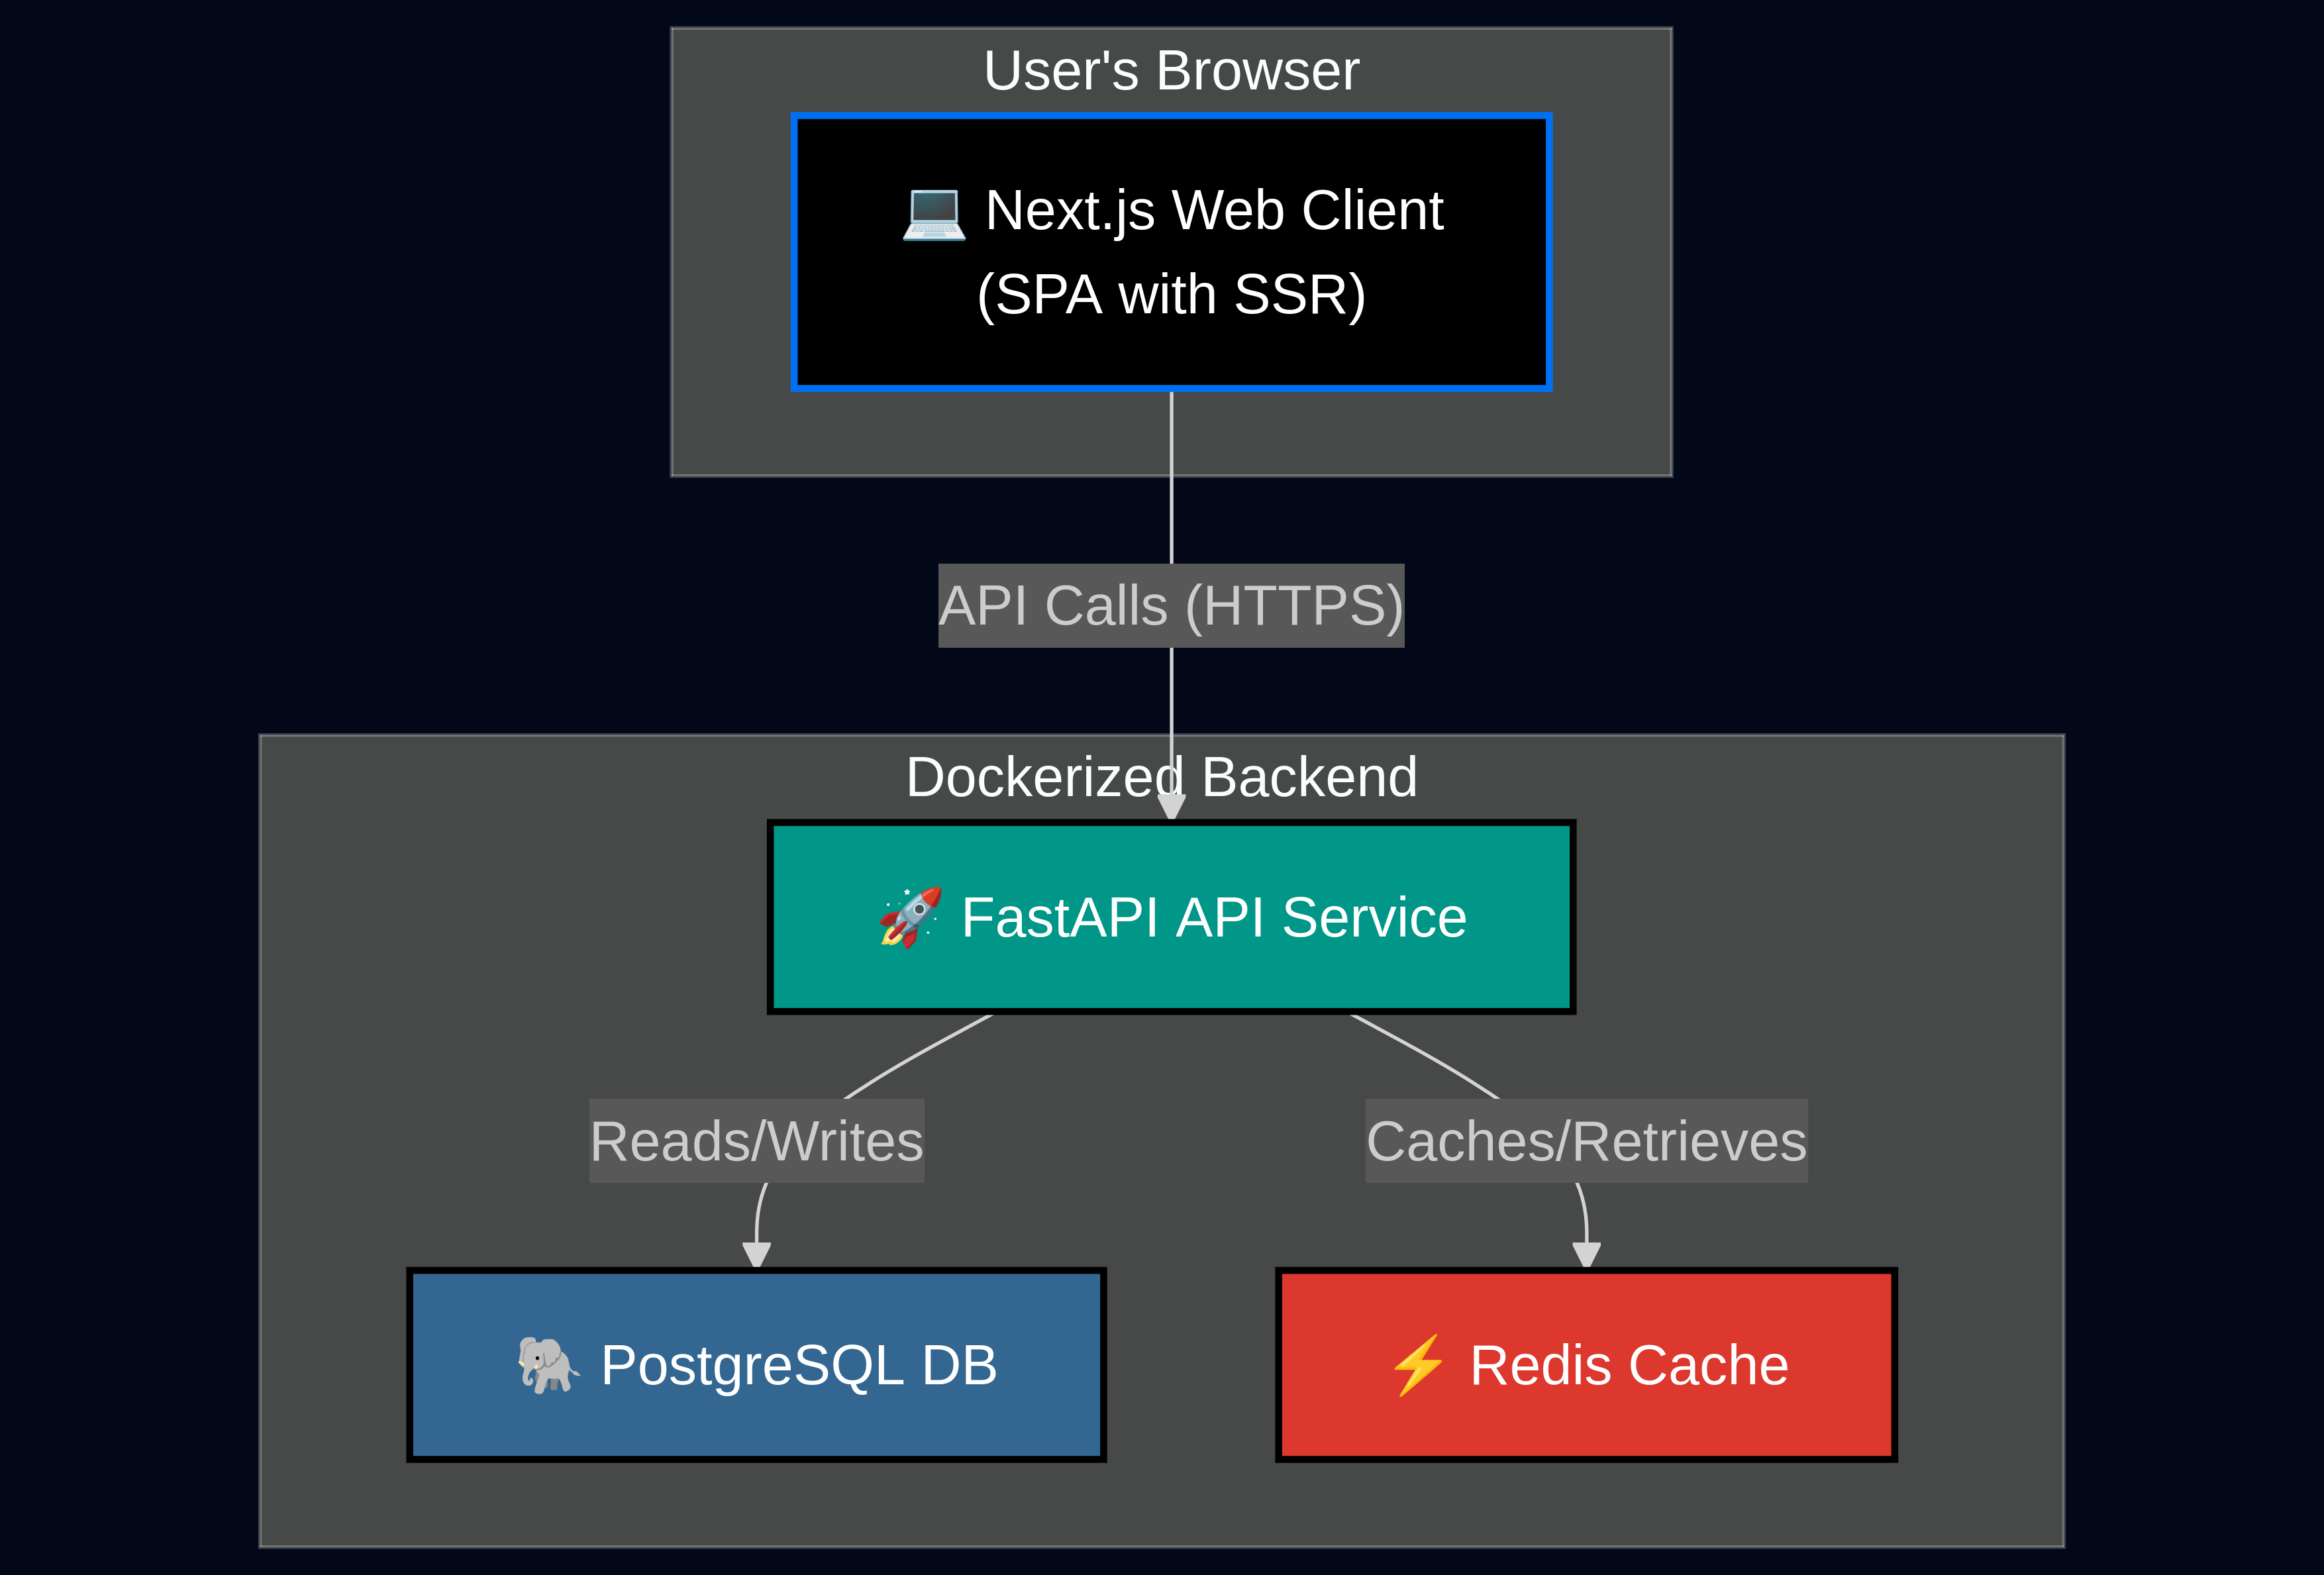 User's Browser
💻 Next.js Web Client
(SPA with SSR)
API Calls (HTTPS)
Dockerized Backend
🚀 FastAPI API Service
Reads/Writes
Caches/Retrieves
🐘 PostgreSQL DB
⚡ Redis Cache